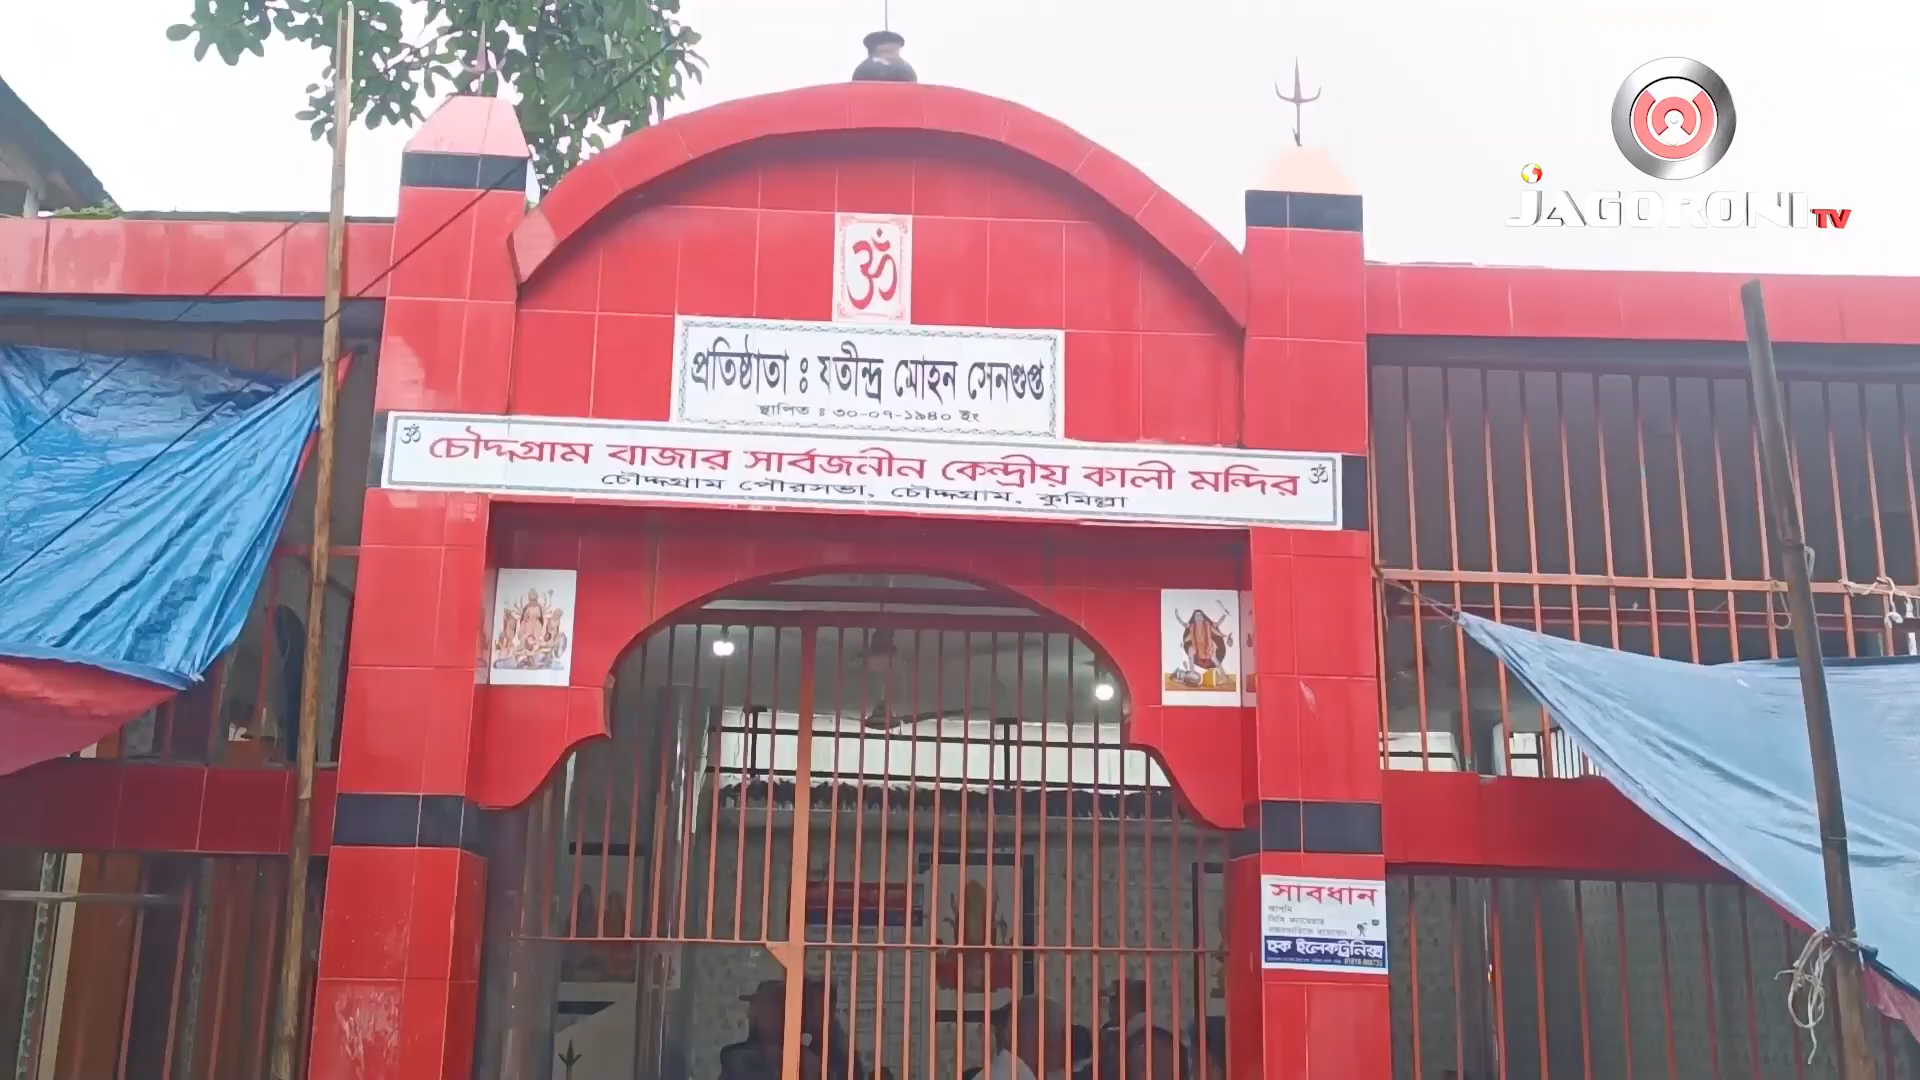 JAGORONI TV
ॐ
প্রতিষ্ঠাতা ঃ যতীন্দ্র মোহন সেনগুপ্ত
স্থাপিত ঃ ৩০-০৭-১৯৪০ ইং
ॐ চৌদ্দগ্রাম বাজার সার্বজনীন কেন্দ্রীয় কালী মন্দির ॐ
চৌদ্দগ্রাম পৌরসভা, চৌদ্দগ্রাম, কুমিল্লা
সাবধান
আপনি
সিসি ক্যামেরার
হক ইলেকট্রনিক্স